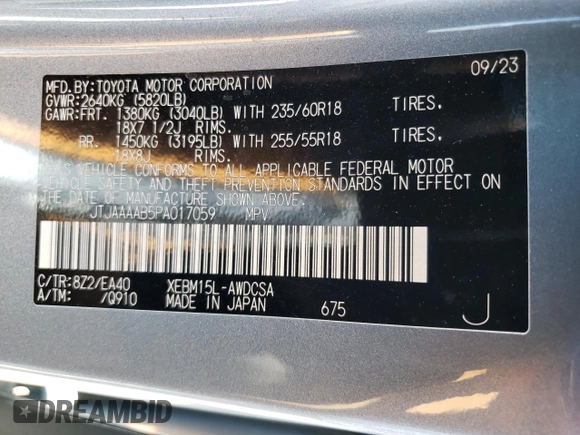 MFD.BY:TOYOTA MOTOR CORPORATION 09/23
GVWR:2640KG (5820LB)
GAWR:FRT. 1380KG (3040LB) WITH 235/60R18 TIRES.
18X7 1/2J RIMS.
RR. 1450KG (3195LB) WITH 255/55R18 TIRES.
18X8J RIMS.
THIS VEHICLE CONFORMS TO ALL APPLICABLE FEDERAL MOTOR
VEHICLE SAFETY AND THEFT PREVENTION STANDARDS IN EFFECT ON
THE DATE OF MANUFACTURE SHOWN ABOVE.
JTJAAAAB5PA017059 MPV
C/TR:8Z2/EA40 XEBM15L-AWDCSA
A/TM: /Q910 MADE IN JAPAN 675 J
DREAMBID